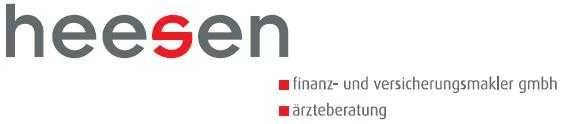 heesen
finanz- und versicherungsmakler gmbh
ärzteberatung